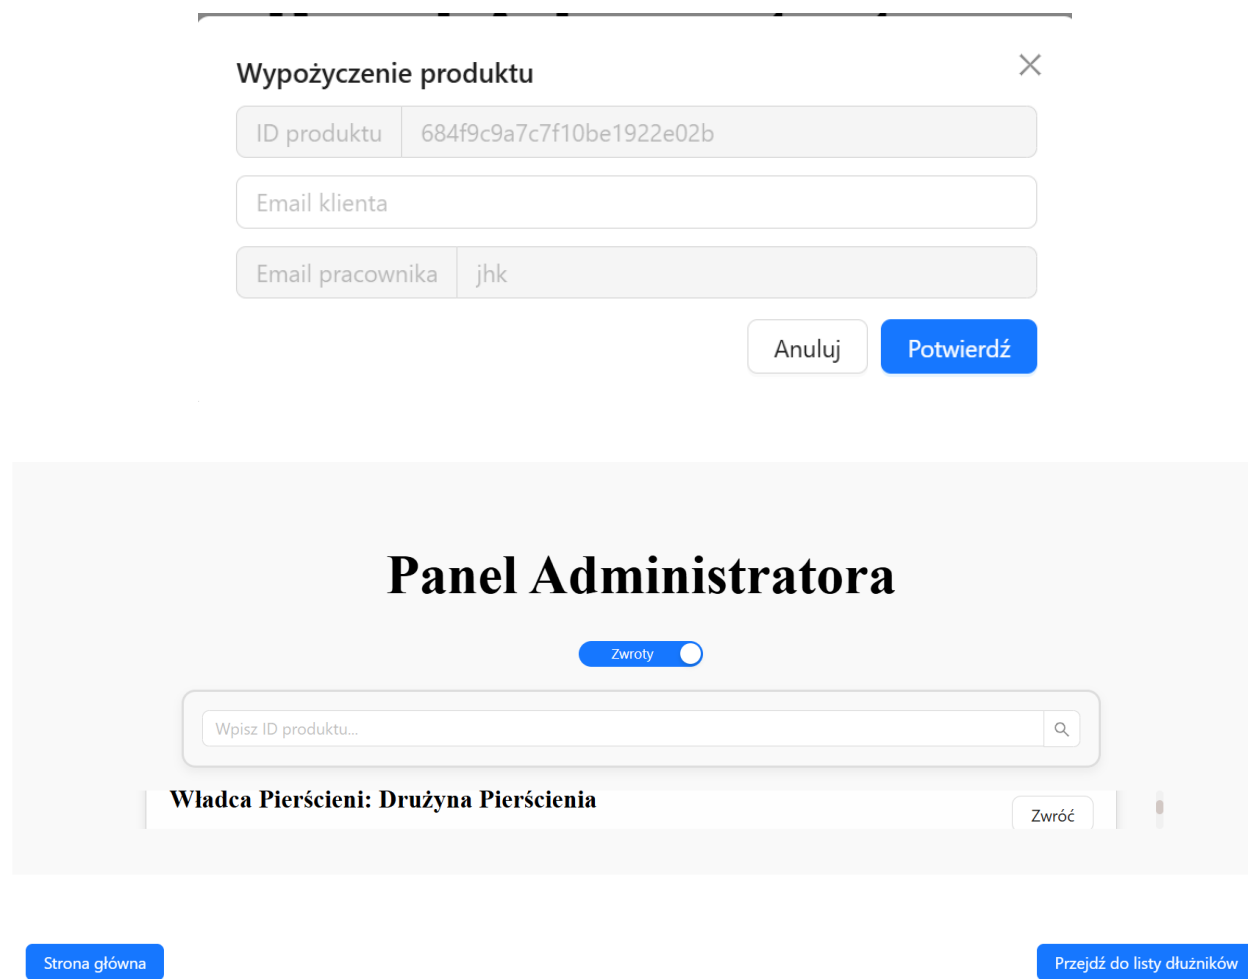 Wypożyczenie produktu
ID produktu 684f9c9a7c7f10be1922e02b
Email klienta
Email pracownika jhk
Anuluj Potwierdź
Panel Administratora
Zwroty
Wpisz ID produktu...
Władca Pierścieni: Drużyna Pierścienia
Zwróć
Strona główna Przejdź do listy dłużników